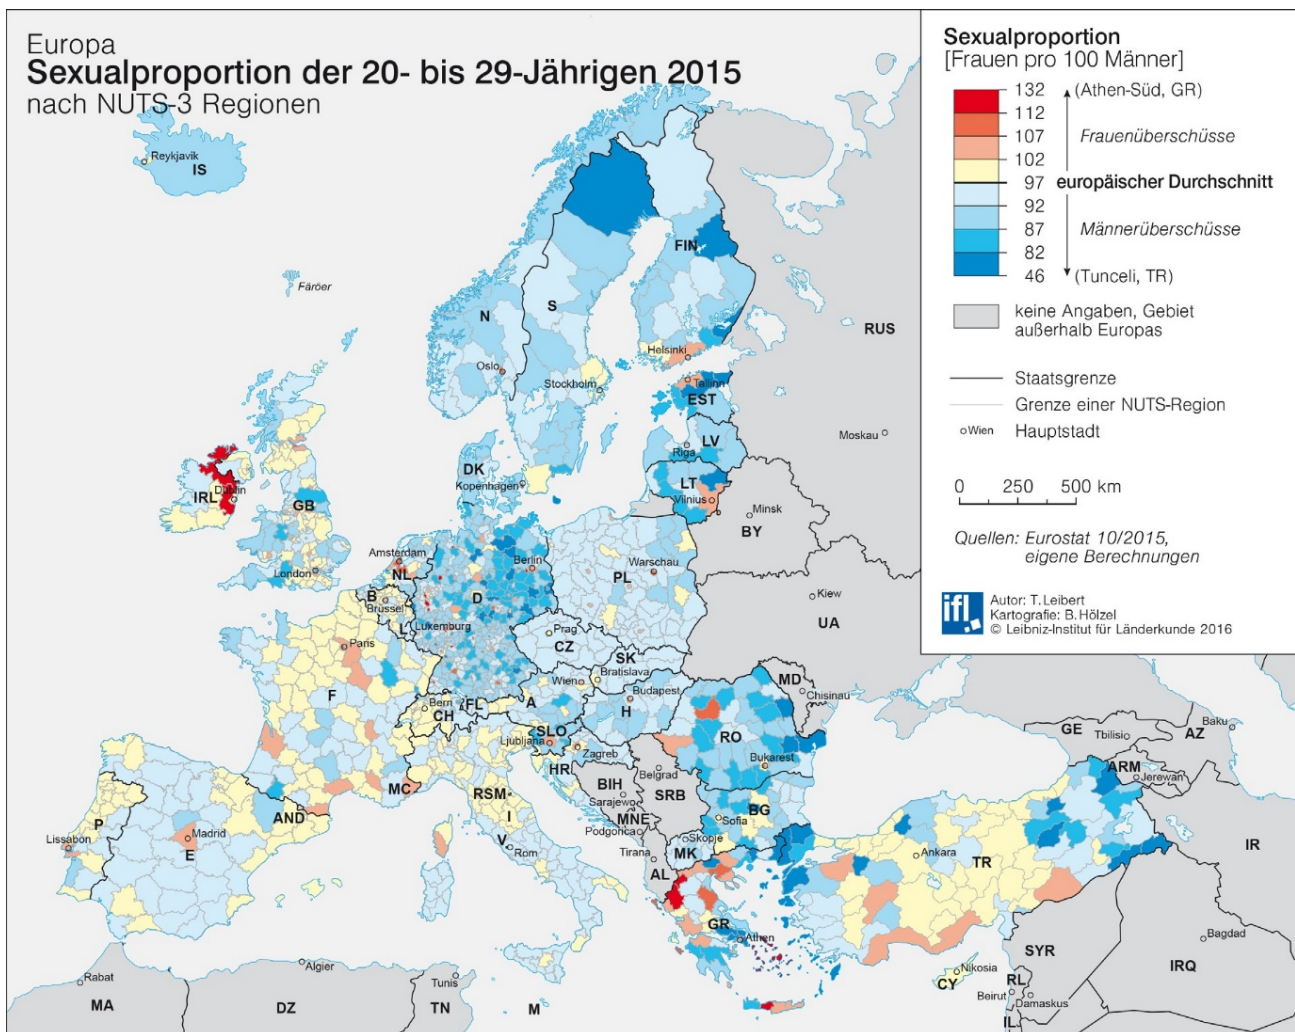 Europa
Sexualproportion der 20- bis 29-Jährigen 2015
nach NUTS-3 Regionen
Sexualproportion
[Frauen pro 100 Männer]
132 (Athen-Süd, GR)
112
107 Frauenüberschüsse
102
97 europäischer Durchschnitt
92
87 Männerüberschüsse
82
46 (Tunceli, TR)
keine Angaben, Gebiet
außerhalb Europas
Staatsgrenze
Grenze einer NUTS-Region
Wien Hauptstadt
0 250 500 km
Quellen: Eurostat 10/2015,
eigene Berechnungen
ifl
Autor: T. Leibert
Kartografie: B. Hölzel
© Leibniz-Institut für Länderkunde 2016
Reykjavik
IS
Färöer
FIN
N
S
RUS
Oslo
Helsinki
Stockholm
Tallinn
EST
Moskau
LV
Riga
DK
Kopenhagen
LT
Vilnius
IRL
Dublin
GB
Minsk
BY
London
Amsterdam
NL
Berlin
Warschau
PL
B
Brüssel
D
Kiew
L
Luxemburg
UA
Paris
Prag
CZ
SK
Wien
Bratislava
MD
Chisinau
F
Bern
CH
FL
A
Budapest
H
RO
SLO
Ljubljana
Zagreb
HR
Bukarest
GE
Tbilisi
Baku
AZ
MC
RSM
BIH
Belgrad
SRB
Sarajewo
ARM
Jerewan
AND
I
MNE
Podgorica
Sofia
BG
P
Madrid
Lissabon
E
V
Rom
Skopje
MK
Tirana
AL
Ankara
TR
IR
GR
Athen
SYR
Bagdad
Nikosia
CY
RL
Beirut
Damaskus
IRQ
IL
Rabat
MA
Algier
DZ
Tunis
TN
M